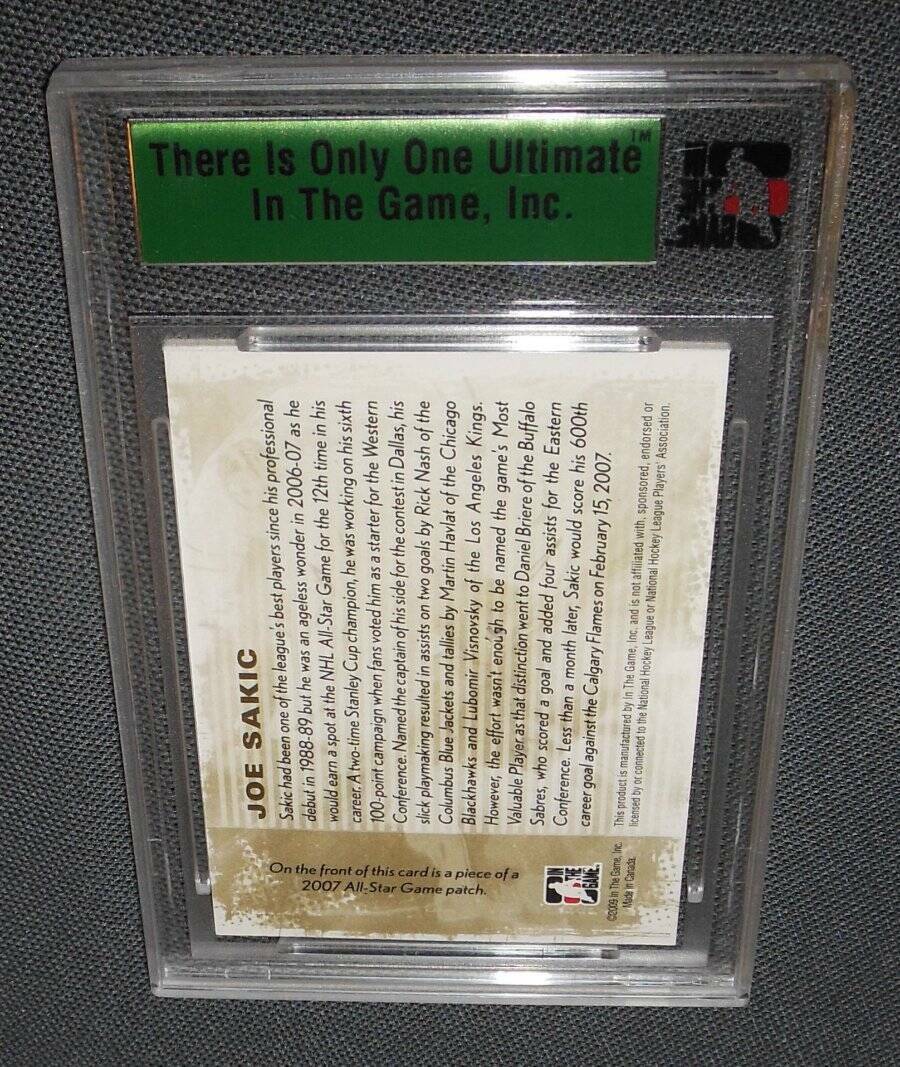 There Is Only One Ultimate™
In The Game, Inc.
IN
THE
GAME
JOE SAKIC
Sakic had been one of the league's best players since his professional
debut in 1988-89 but he was an ageless wonder in 2006-07 as he
would earn a spot at the NHL All-Star Game for the 12th time in his
career. A two-time Stanley Cup champion, he was working on his sixth
100-point campaign when fans voted him as a starter for the Western
Conference. Named the captain of his side for the contest in Dallas, his
slick playmaking resulted in assists on two goals by Rick Nash of the
Columbus Blue Jackets and tallies by Martin Havlat of the Chicago
Blackhawks and Lubomir Visnovsky of the Los Angeles Kings.
However, the effort wasn't enough to be named the game's Most
Valuable Player as that distinction went to Daniel Briere of the Buffalo
Sabres, who scored a goal and added four assists for the Eastern
Conference. Less than a month later, Sakic would score his 600th
career goal against the Calgary Flames on February 15, 2007.
On the front of this card is a piece of a
2007 All-Star Game patch.
IN
THE
GAME
©2009 In The Game, Inc.
Made in Canada.
This product is manufactured by In The Game, Inc. and is not affiliated with, sponsored, endorsed or
licensed by or connected to the National Hockey League or National Hockey League Players' Association.